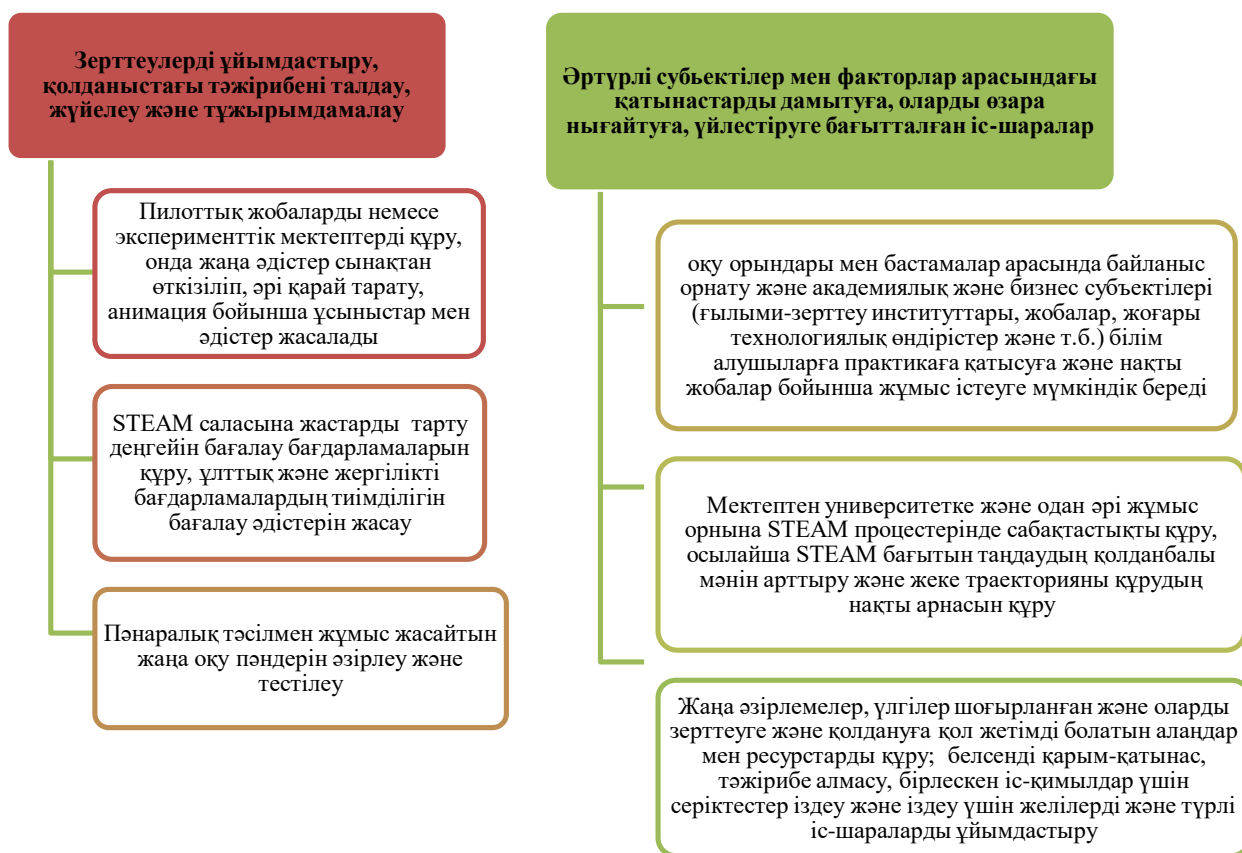 Зерттеулерді ұйымдастыру,
қолданыстағы тәжірибені талдау,
жүйелеу және тұжырымдамалау
Пилоттық жобаларды немесе
эксперименттік мектептерді құру,
онда жаңа әдістер сынақтан
өткізіліп, әрі қарай тарату,
анимация бойынша ұсыныстар мен
әдістер жасалады
STEAM саласына жастарды тарту
деңгейін бағалау бағдарламаларын
құру, ұлттық және жергілікті
бағдарламалардың тиімділігін
бағалау әдістерін жасау
Пәнаралық тәсілмен жұмыс жасайтын
жаңа оқу пәндерін әзірлеу және
тестілеу
Әртүрлі субьектілер мен факторлар арасындағы
қатынастарды дамытуға, оларды өзара
нығайтуға, үйлестіруге бағытталған іс-шаралар
оқу орындары мен бастамалар арасында байланыс
орнату және академиялық және бизнес субъектілері
(ғылыми-зерттеу институттары, жобалар, жоғары
технологиялық өндірістер және т.б.) білім
алушыларға практикаға қатысуға және нақты
жобалар бойынша жұмыс істеуге мүмкіндік береді
Мектептен университетке және одан әрі жұмыс
орнына STEAM процестерінде сабақтастықты құру,
осылайша STEAM бағытын таңдаудың қолданбалы
мәнін арттыру және жеке траекторияны құрудың
нақты арнасын құру
Жаңа әзірлемелер, үлгілер шоғырланған және оларды
зерттеуге және қолдануға қол жетімді болатын алаңдар
мен ресурстарды құру; белсенді қарым-қатынас,
тәжірибе алмасу, бірлескен іс-қимылдар үшін
серіктестер іздеу және іздеу үшін желілерді және түрлі
іс-шараларды ұйымдастыру